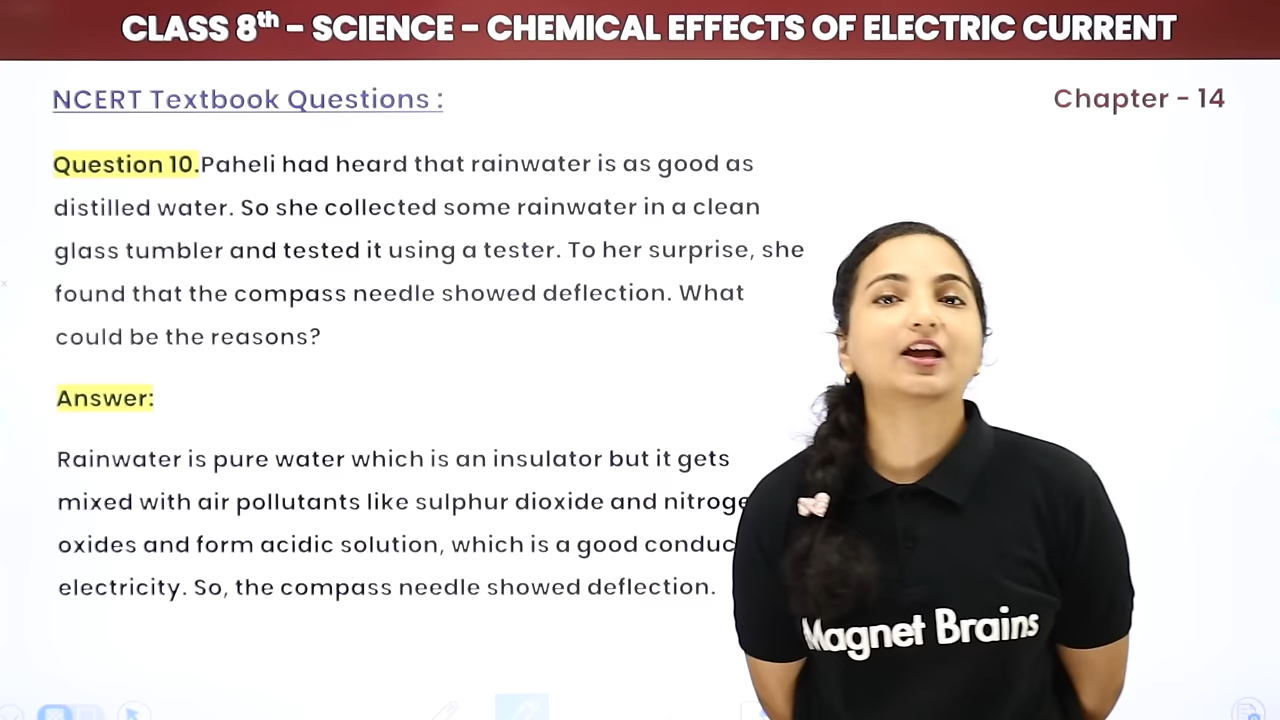 CLASS 8th - SCIENCE - CHEMICAL EFFECTS OF ELECTRIC CURRENT
NCERT Textbook Questions :
Chapter - 14
Question 10.Paheli had heard that rainwater is as good as
distilled water. So she collected some rainwater in a clean
glass tumbler and tested it using a tester. To her surprise, she
found that the compass needle showed deflection. What
could be the reasons?
Answer:
Rainwater is pure water which is an insulator but it gets
mixed with air pollutants like sulphur dioxide and
oxides and form acidic solution, which is a good
electricity. So, the compass needle showed deflection.
Magnet Brains